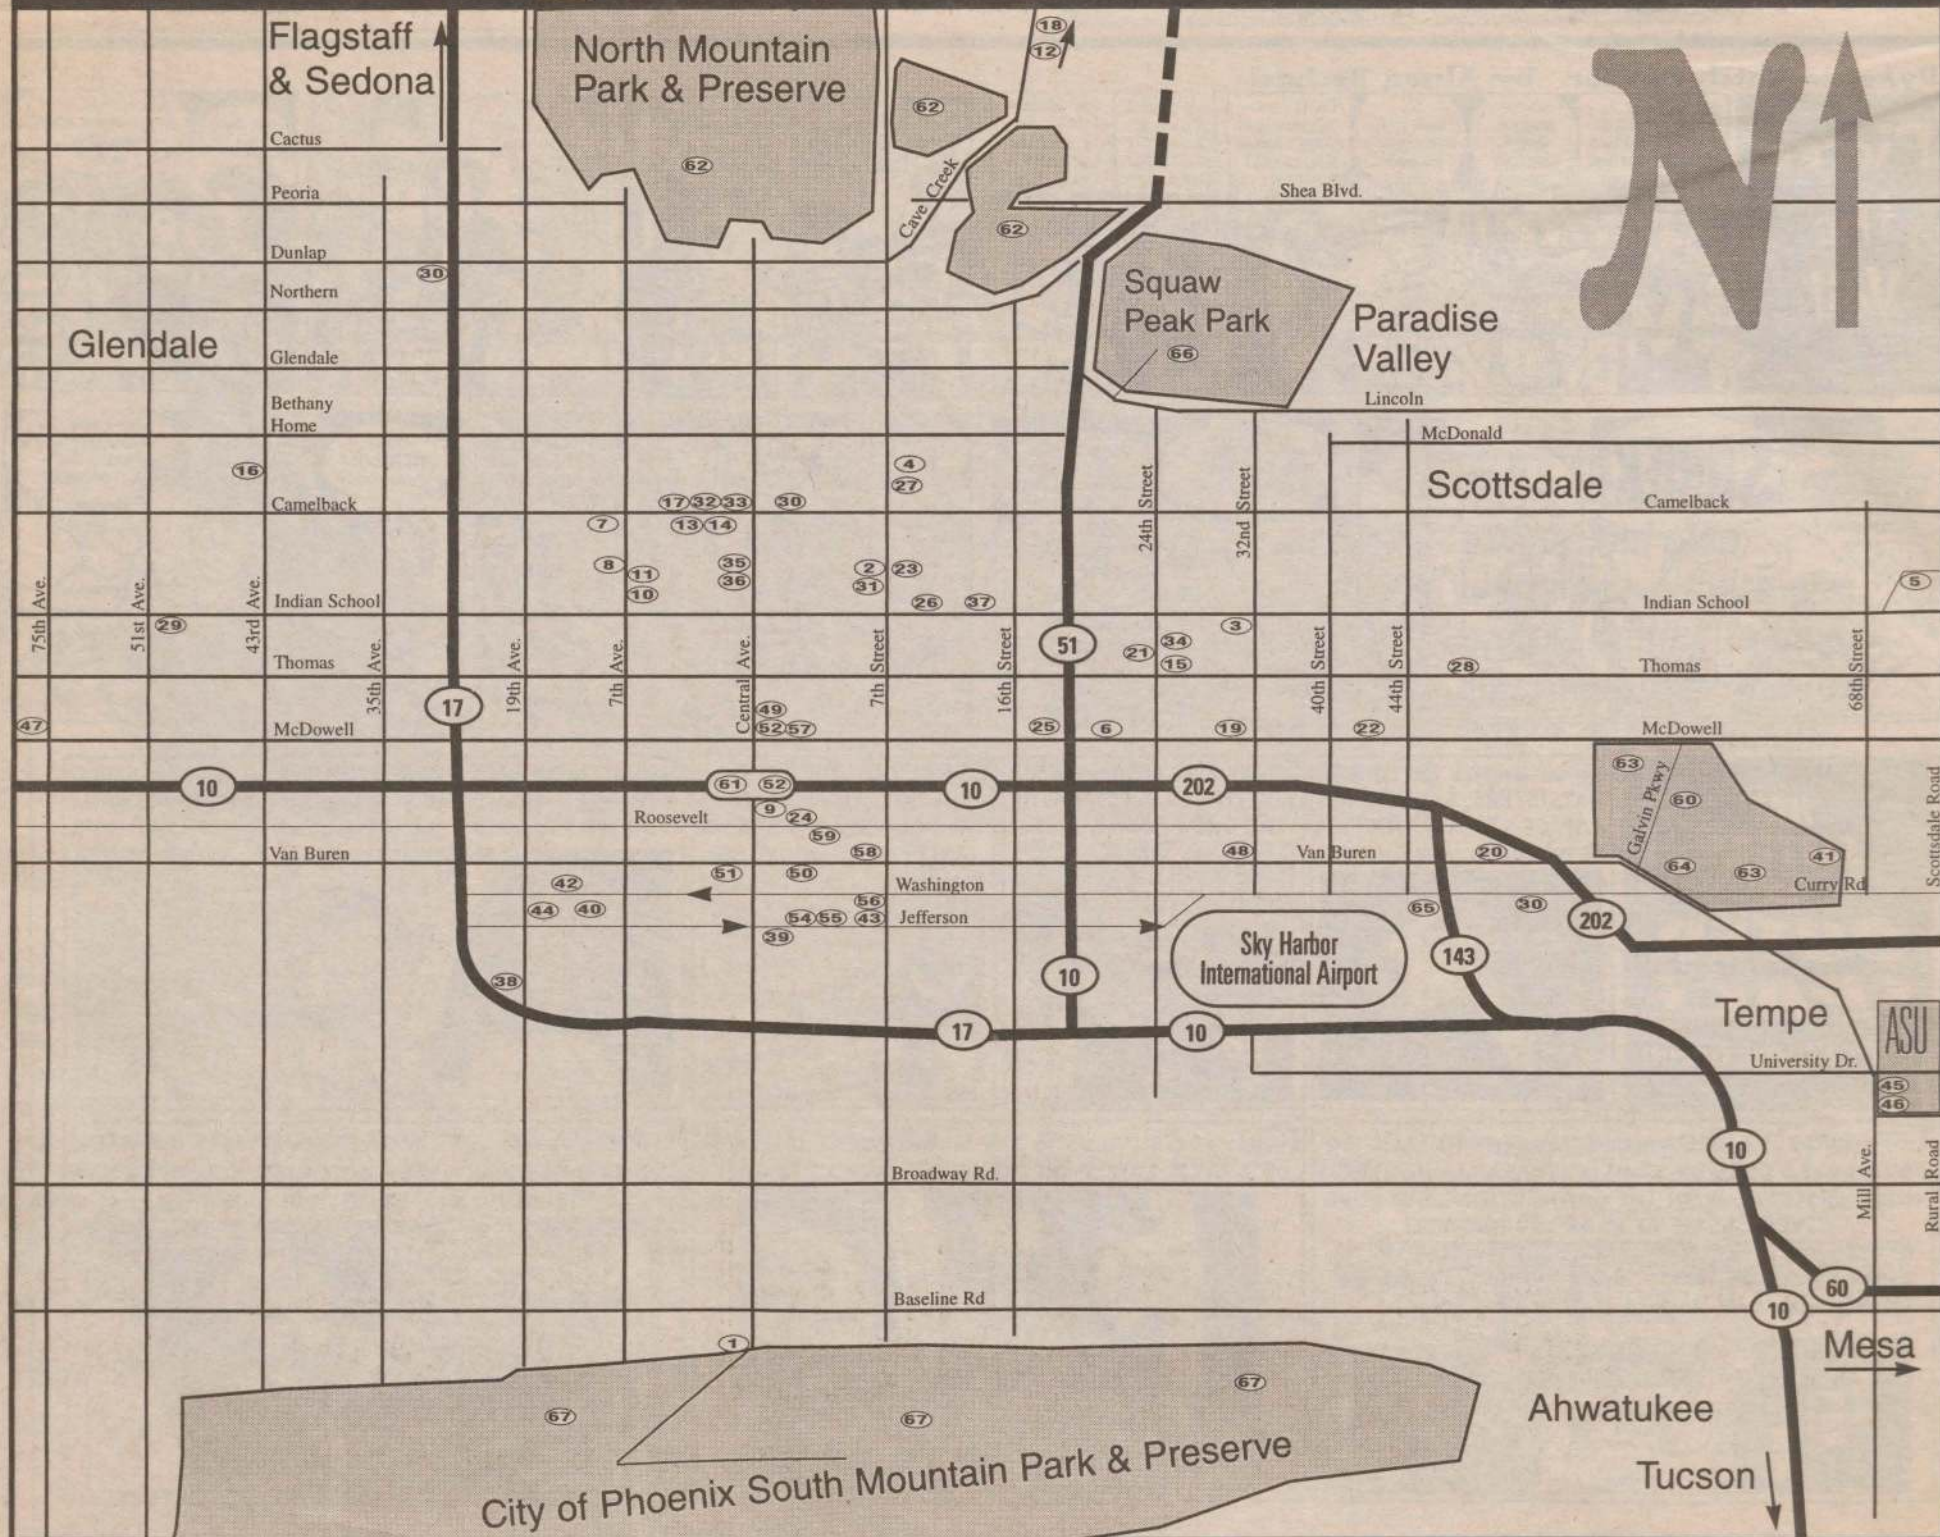 Flagstaff
& Sedona
North Mountain
Park & Preserve
18
12
N
62
Cactus
62
Cave Creek
Peoria
Shea Blvd.
62
Dunlap
30
Northern
Squaw
Peak Park
66
Paradise
Valley
Glendale
Glendale
Bethany
Home
Lincoln
McDonald
16
4
27
Scottsdale
Camelback
17 32 33
30
Camelback
7
13 14
24th Street
32nd Street
8
11
10
35
36
2
31
23
5
75th Ave.
51st Ave.
43rd Ave.
Indian School
26
37
Indian School
29
35th Ave.
19th Ave.
7th Ave.
Central Ave.
7th Street
16th Street
51
21
34
15
3
40th Street
44th Street
68th Street
Thomas
28
Thomas
17
47
McDowell
49
52 57
25
6
19
22
McDowell
10
61 52
10
202
63
Galvin Pkwy
60
Scottsdale Road
Roosevelt
9
24
59
58
Van Buren
48
Van Buren
20
64
63
41
Curry Rd
42
51
50
Washington
44
40
56
54 55 43
Jefferson
39
65
30
202
Sky Harbor
International Airport
143
38
10
17
10
Tempe
ASU
University Dr.
45
46
10
Broadway Rd.
Mill Ave.
Rural Road
Baseline Rd
60
10
1
Mesa
67
67
67
Ahwatukee
City of Phoenix South Mountain Park & Preserve
Tucson